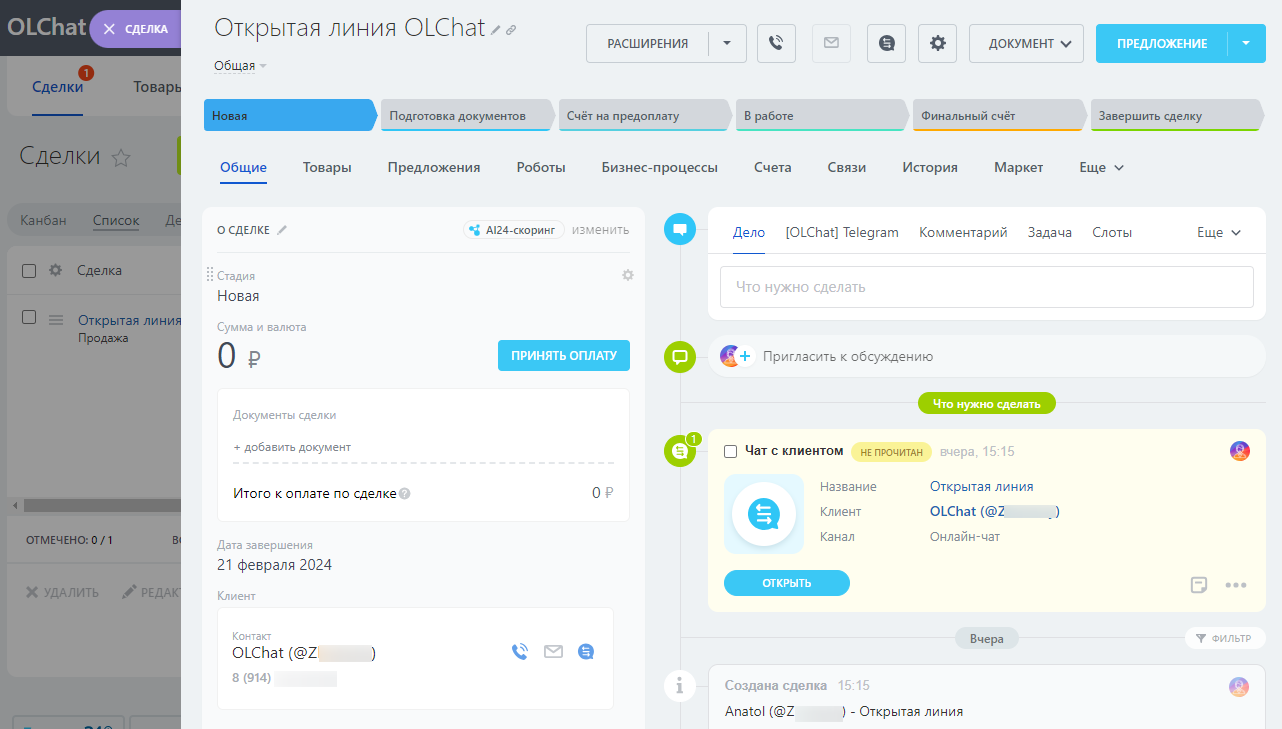 OLChat
СДЕЛКА
Открытая линия OLChat
Общая
РАСШИРЕНИЯ
ДОКУМЕНТ
ПРЕДЛОЖЕНИЕ
Сделки 1
Товары
Новая
Подготовка документов
Счёт на предоплату
В работе
Финальный счёт
Завершить сделку
Сделки
Общие
Товары
Предложения
Роботы
Бизнес-процессы
Счета
Связи
История
Маркет
Еще
Канбан
Список
Сделка
Открытая линия
Продажа
ОТМЕЧЕНО: 0 / 1
УДАЛИТЬ
О СДЕЛКЕ
AI24-скоринг
изменить
Стадия
Новая
Сумма и валюта
0 ₽
ПРИНЯТЬ ОПЛАТУ
Документы сделки
+ добавить документ
Итого к оплате по сделке ?
0 ₽
Дата завершения
21 февраля 2024
Клиент
Контакт
OLChat (@Z )
8 (914)
Дело
[OLChat] Telegram
Комментарий
Задача
Слоты
Еще
Что нужно сделать
Пригласить к обсуждению
Что нужно сделать
1
Чат с клиентом
НЕ ПРОЧИТАН
вчера, 15:15
Название
Открытая линия
Клиент
OLChat (@Z )
Канал
Онлайн-чат
ОТКРЫТЬ
Вчера
ФИЛЬТР
Создана сделка
15:15
Anatol (@Z ) - Открытая линия